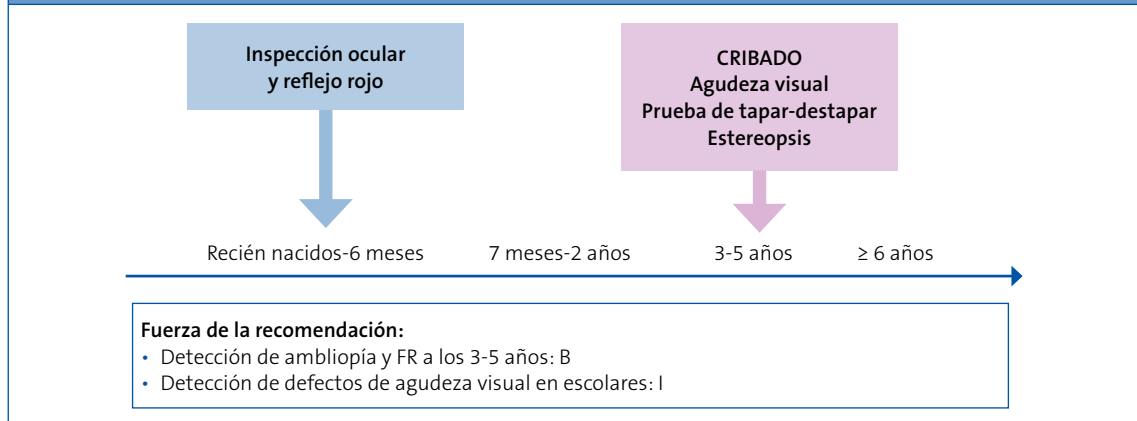 Inspección ocular
y reflejo rojo
CRIBADO
Agudeza visual
Prueba de tapar-destapar
Estereopsis
Recién nacidos-6 meses
7 meses-2 años
3-5 años
≥ 6 años
Fuerza de la recomendación:
• Detección de ambliopía y FR a los 3-5 años: B
• Detección de defectos de agudeza visual en escolares: I